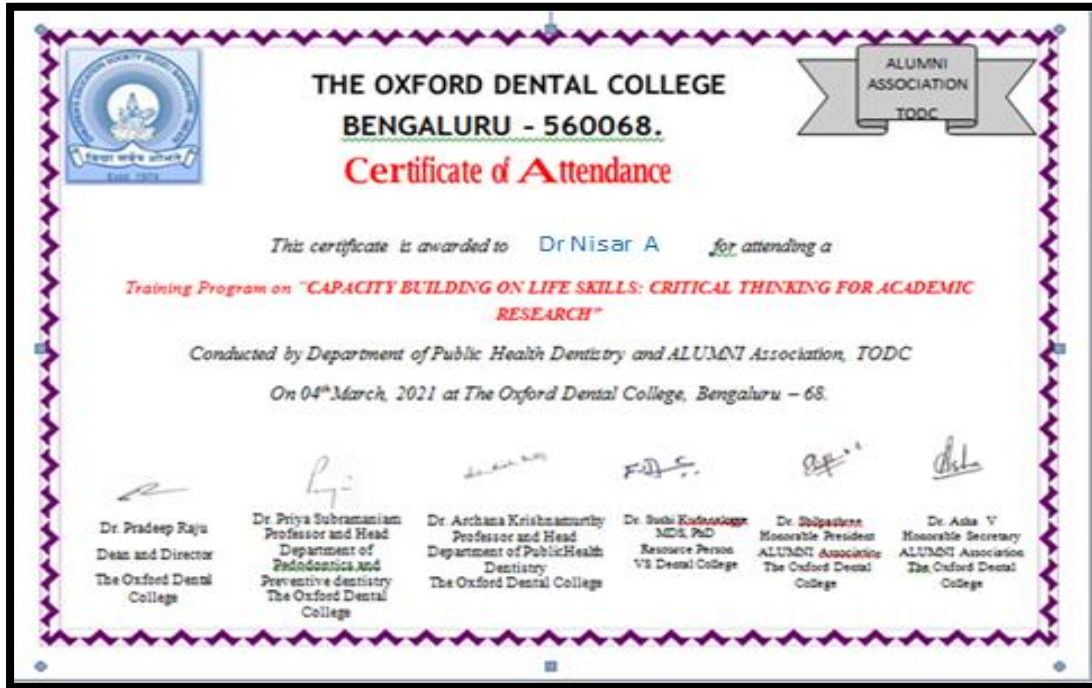 THE OXFORD DENTAL COLLEGE
BENGALURU - 560068.
Certificate of Attendance
ALUMNI
ASSOCIATION
TODC
This certificate is awarded to Dr Nisar A for attending a
Training Program on "CAPACITY BUILDING ON LIFE SKILLS: CRITICAL THINKING FOR ACADEMIC
RESEARCH"
Conducted by Department of Public Health Dentistry and ALUMNI Association, TODC
On 04th March, 2021 at The Oxford Dental College, Bengaluru – 68.
Dr. Pradeep Raju
Dean and Director
The Oxford Dental
College
Dr. Priya Subramaniam
Professor and Head
Department of
Pedodontics and
Preventive dentistry
The Oxford Dental
College
Dr. Archana Krishnamurthy
Professor and Head
Department of PublicHealth
Dentistry
The Oxford Dental College
Dr. Sushi
MDS, PhD
Resource Person
VS Dental College
Dr. Shilpashree
Honorable President
ALUMNI Association
The Oxford Dental
College
Dr. Asha V
Honorable Secretary
ALUMNI Association
The Oxford Dental
College